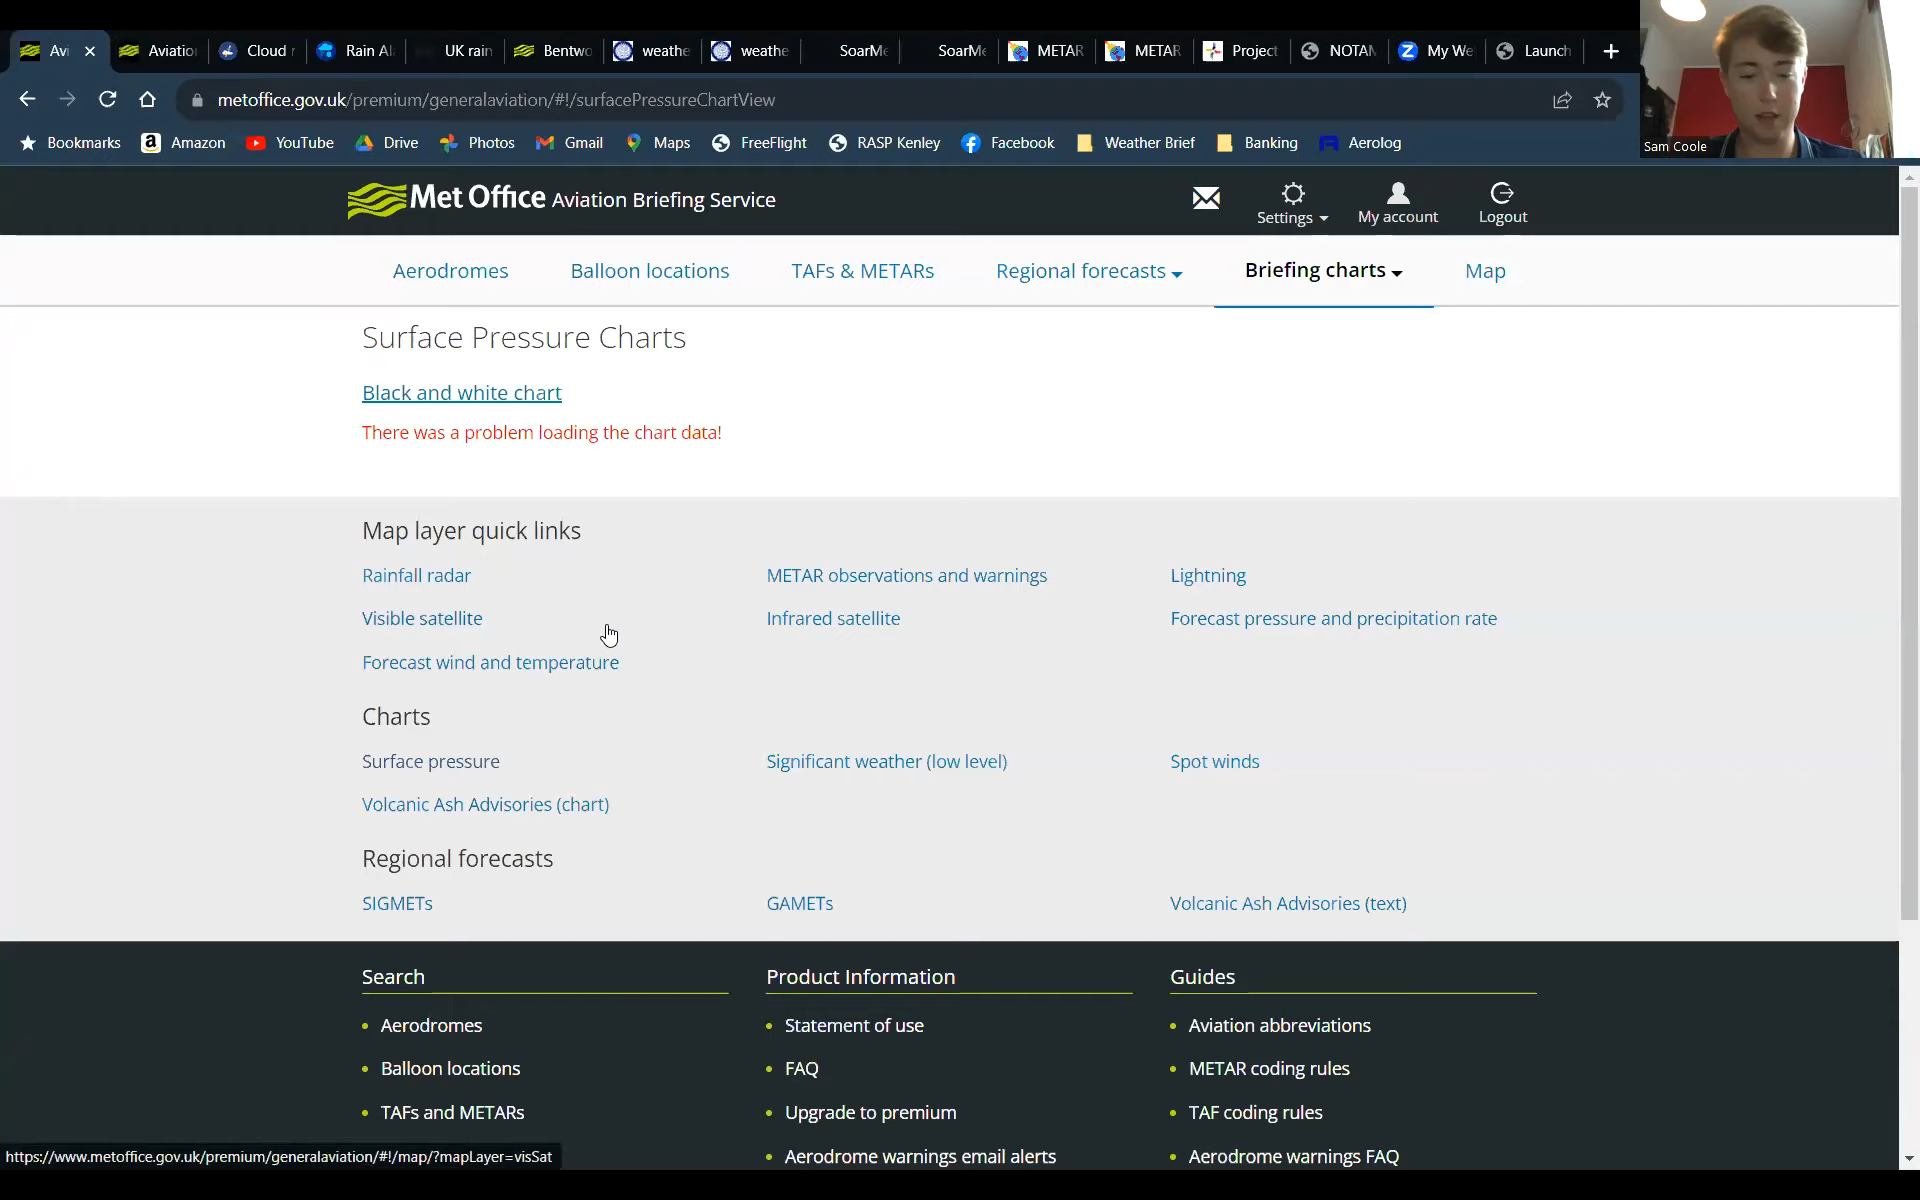 Avi
Aviatio
Cloud r
Rain Al
UK rain
Bentwo
weathe
weathe
SoarMe
SoarMe
METAR
METAR
Project
NOTAM
My We
Launch
metoffice.gov.uk/premium/generalaviation/#!/surfacePressureChartView
Bookmarks
Amazon
YouTube
Drive
Photos
Gmail
Maps
FreeFlight
RASP Kenley
Facebook
Weather Brief
Banking
Aerolog
Sam Coole
Met Office Aviation Briefing Service
Settings
My account
Logout
Aerodromes
Balloon locations
TAFs & METARs
Regional forecasts
Briefing charts
Map
Surface Pressure Charts
Black and white chart
There was a problem loading the chart data!
Map layer quick links
Rainfall radar
METAR observations and warnings
Lightning
Visible satellite
Infrared satellite
Forecast pressure and precipitation rate
Forecast wind and temperature
Charts
Surface pressure
Significant weather (low level)
Spot winds
Volcanic Ash Advisories (chart)
Regional forecasts
SIGMETs
GAMETs
Volcanic Ash Advisories (text)
Search
Product Information
Guides
Aerodromes
Statement of use
Aviation abbreviations
Balloon locations
FAQ
METAR coding rules
TAFs and METARs
Upgrade to premium
TAF coding rules
https://www.metoffice.gov.uk/premium/generalaviation/#!/map/?mapLayer=visSat
Aerodrome warnings email alerts
Aerodrome warnings FAQ